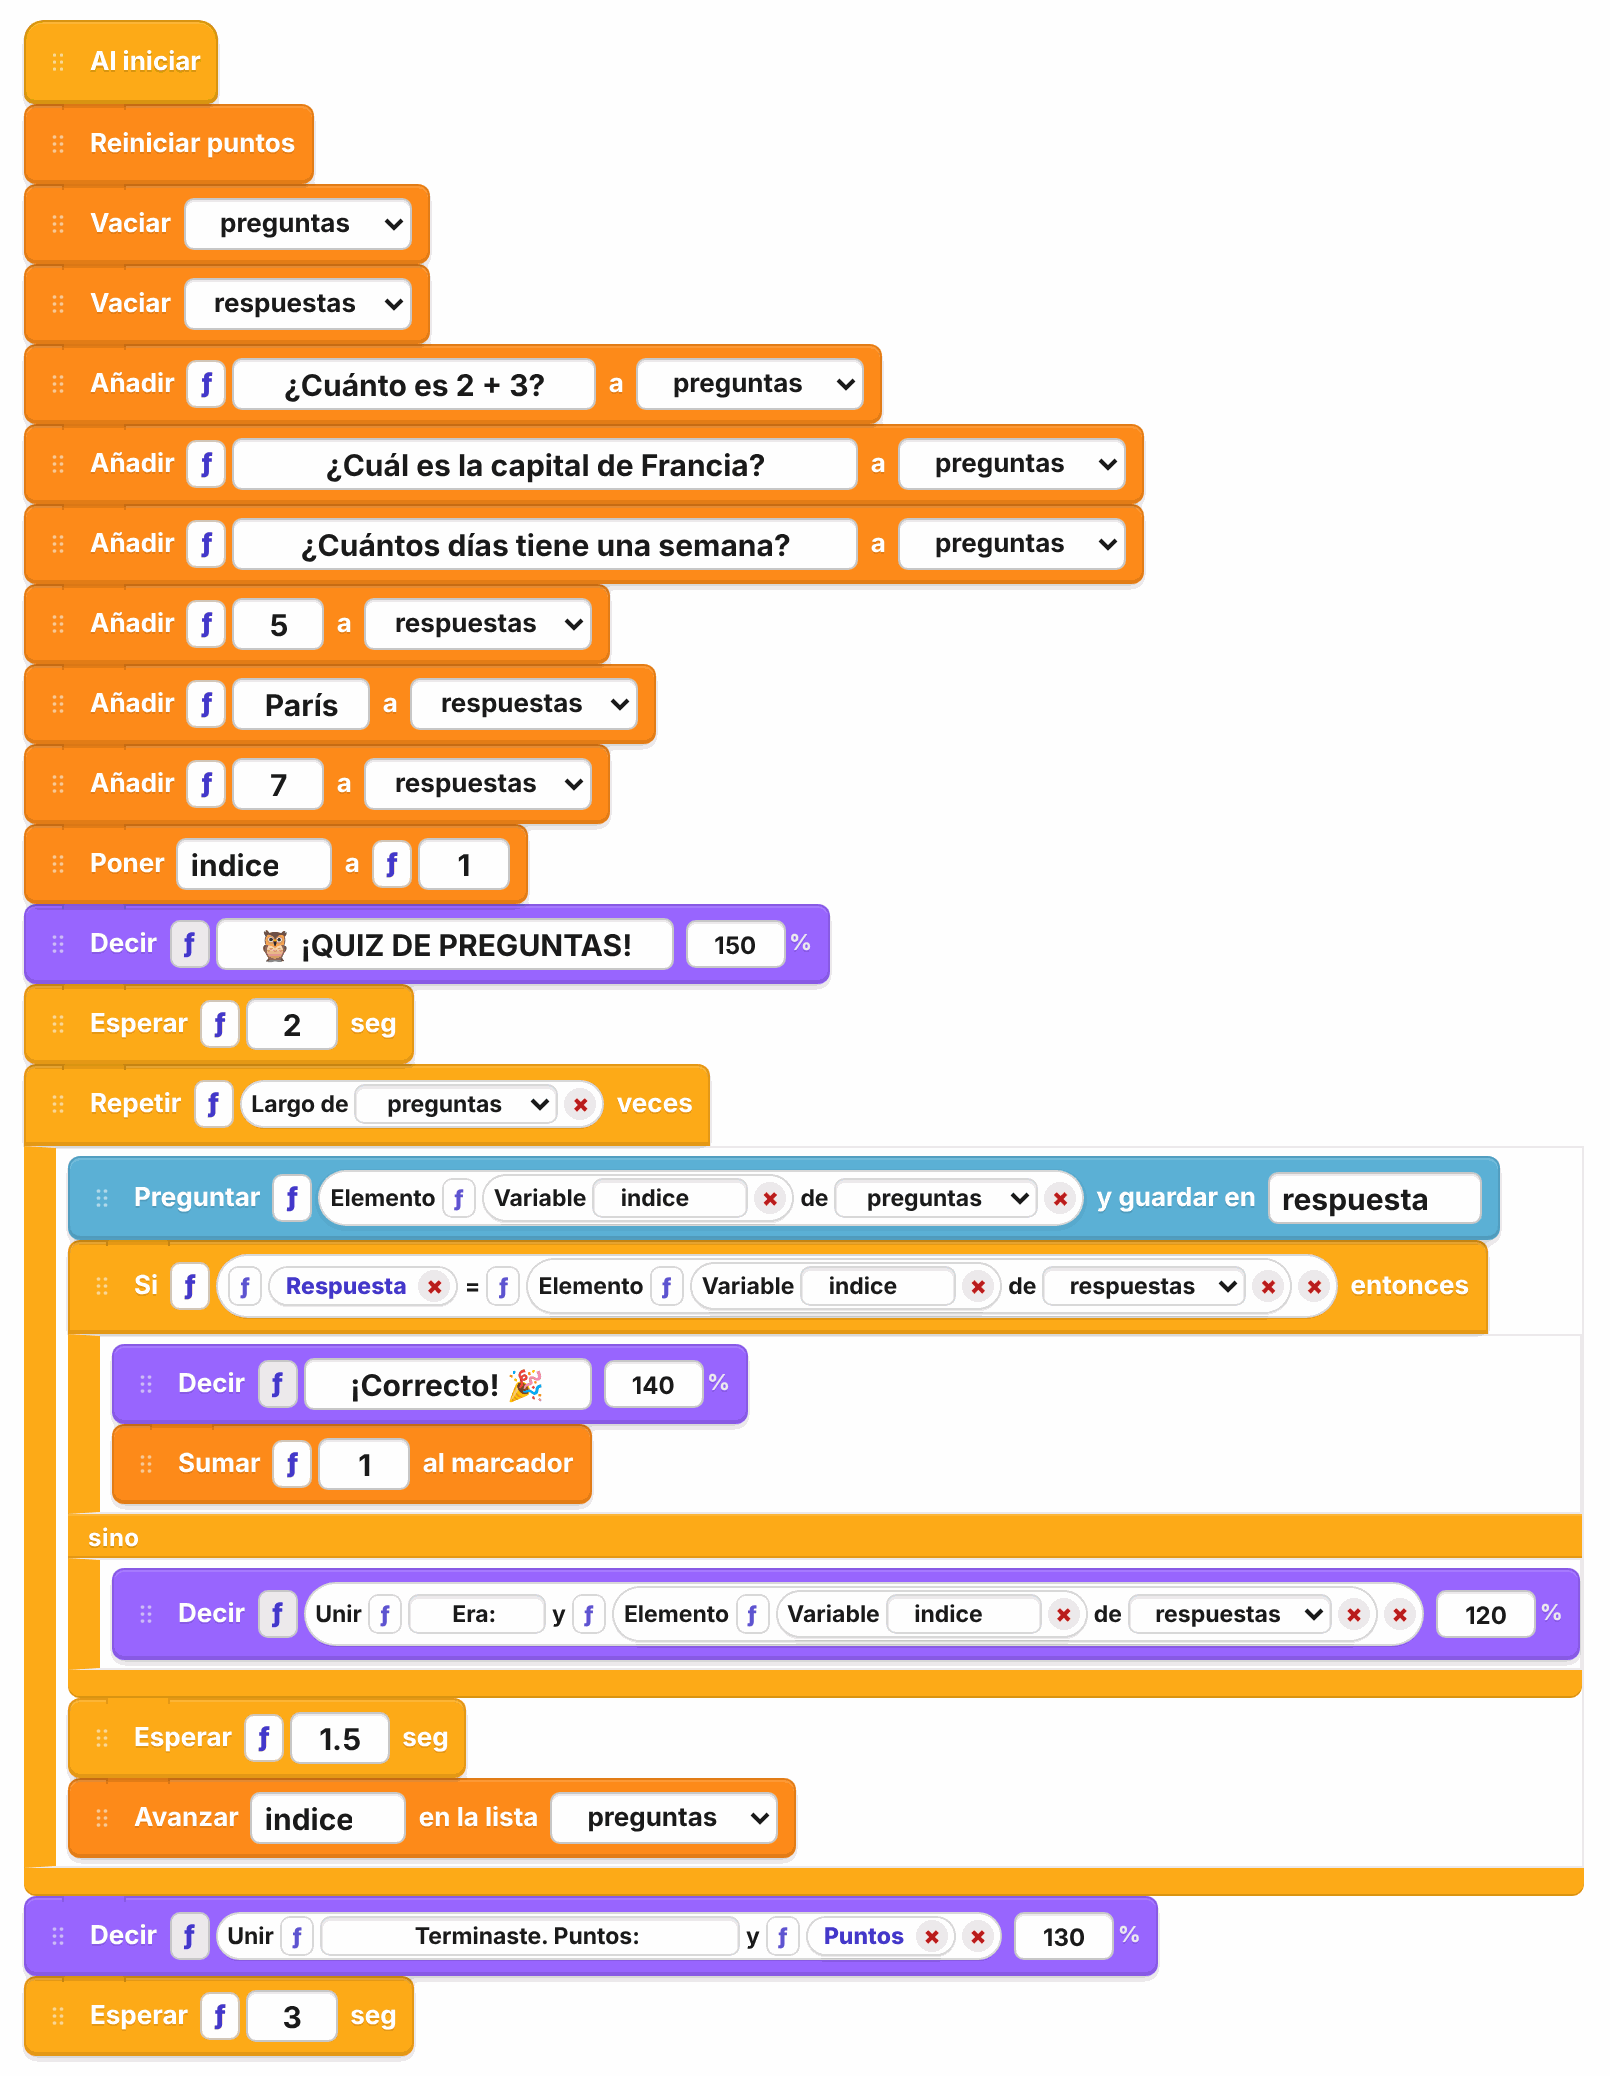 Al iniciar
Reiniciar puntos
Vaciar preguntas
Vaciar respuestas
Añadir ƒ ¿Cuánto es 2 + 3? a preguntas
Añadir ƒ ¿Cuál es la capital de Francia? a preguntas
Añadir ƒ ¿Cuántos días tiene una semana? a preguntas
Añadir ƒ 5 a respuestas
Añadir ƒ París a respuestas
Añadir ƒ 7 a respuestas
Poner indice a ƒ 1
Decir ƒ 🦉 ¡QUIZ DE PREGUNTAS! 150 %
Esperar ƒ 2 seg
Repetir ƒ Largo de preguntas × veces
Preguntar ƒ Elemento ƒ Variable indice × de preguntas × y guardar en respuesta
Si ƒ ƒ Respuesta × = ƒ Elemento ƒ Variable indice × de respuestas × × entonces
Decir ƒ ¡Correcto! 🎉 140 %
Sumar ƒ 1 al marcador
sino
Decir ƒ Unir ƒ Era: y ƒ Elemento ƒ Variable indice × de respuestas × × 120 %
Esperar ƒ 1.5 seg
Avanzar indice en la lista preguntas
Decir ƒ Unir ƒ Terminaste. Puntos: y ƒ Puntos × × 130 %
Esperar ƒ 3 seg